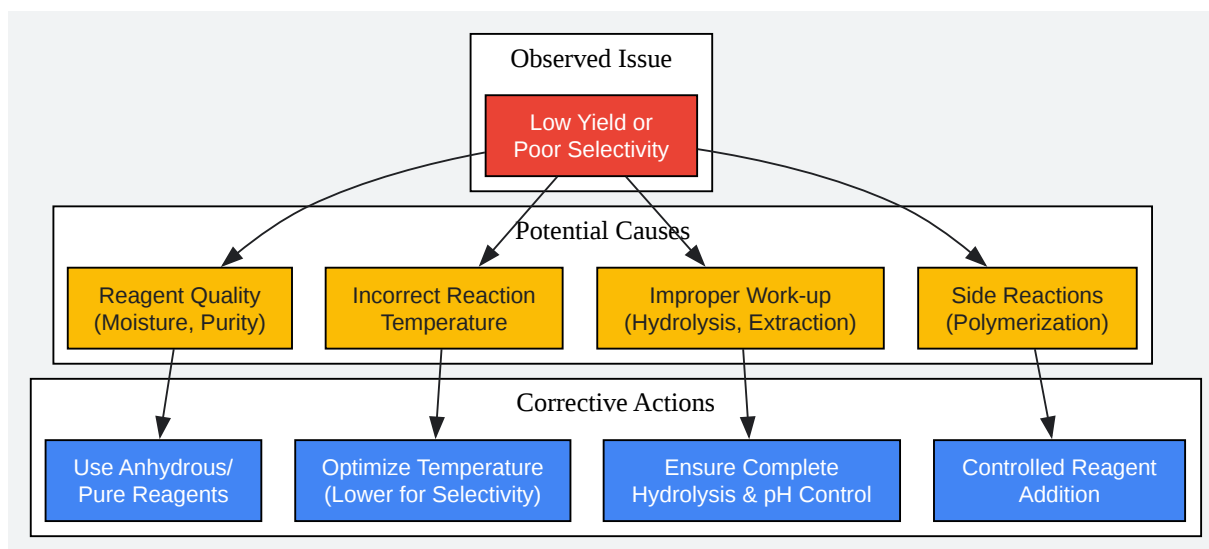 Observed Issue
Low Yield or
Poor Selectivity
Potential Causes
Reagent Quality
(Moisture, Purity)
Incorrect Reaction
Temperature
Improper Work-up
(Hydrolysis, Extraction)
Side Reactions
(Polymerization)
Corrective Actions
Use Anhydrous/
Pure Reagents
Optimize Temperature
(Lower for Selectivity)
Ensure Complete
Hydrolysis & pH Control
Controlled Reagent
Addition